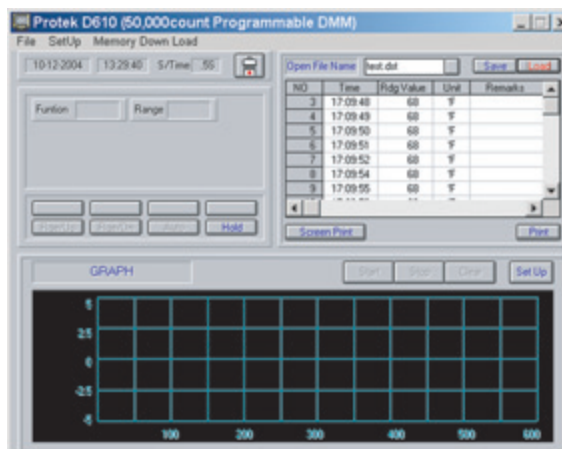 Protek D610 (50,000count Programmable DMM)
File SetUp Memory Down Load
10-12-2004 13:29:40 S/Time .5S
Funtion Range
Hold
Open File Name test.dat Save Load
NO Time Rdg Value Unit Remarks
3 17:09:48 68 °F
4 17:09:49 68 °F
5 17:09:50 68 °F
6 17:09:51 68 °F
7 17:09:52 68 °F
8 17:09:54 68 °F
9 17:09:55 68 °F
Screen Print Print
GRAPH Start Stop Clear Set Up
5
2.5
0
-2.5
-5
100 200 300 400 500 600